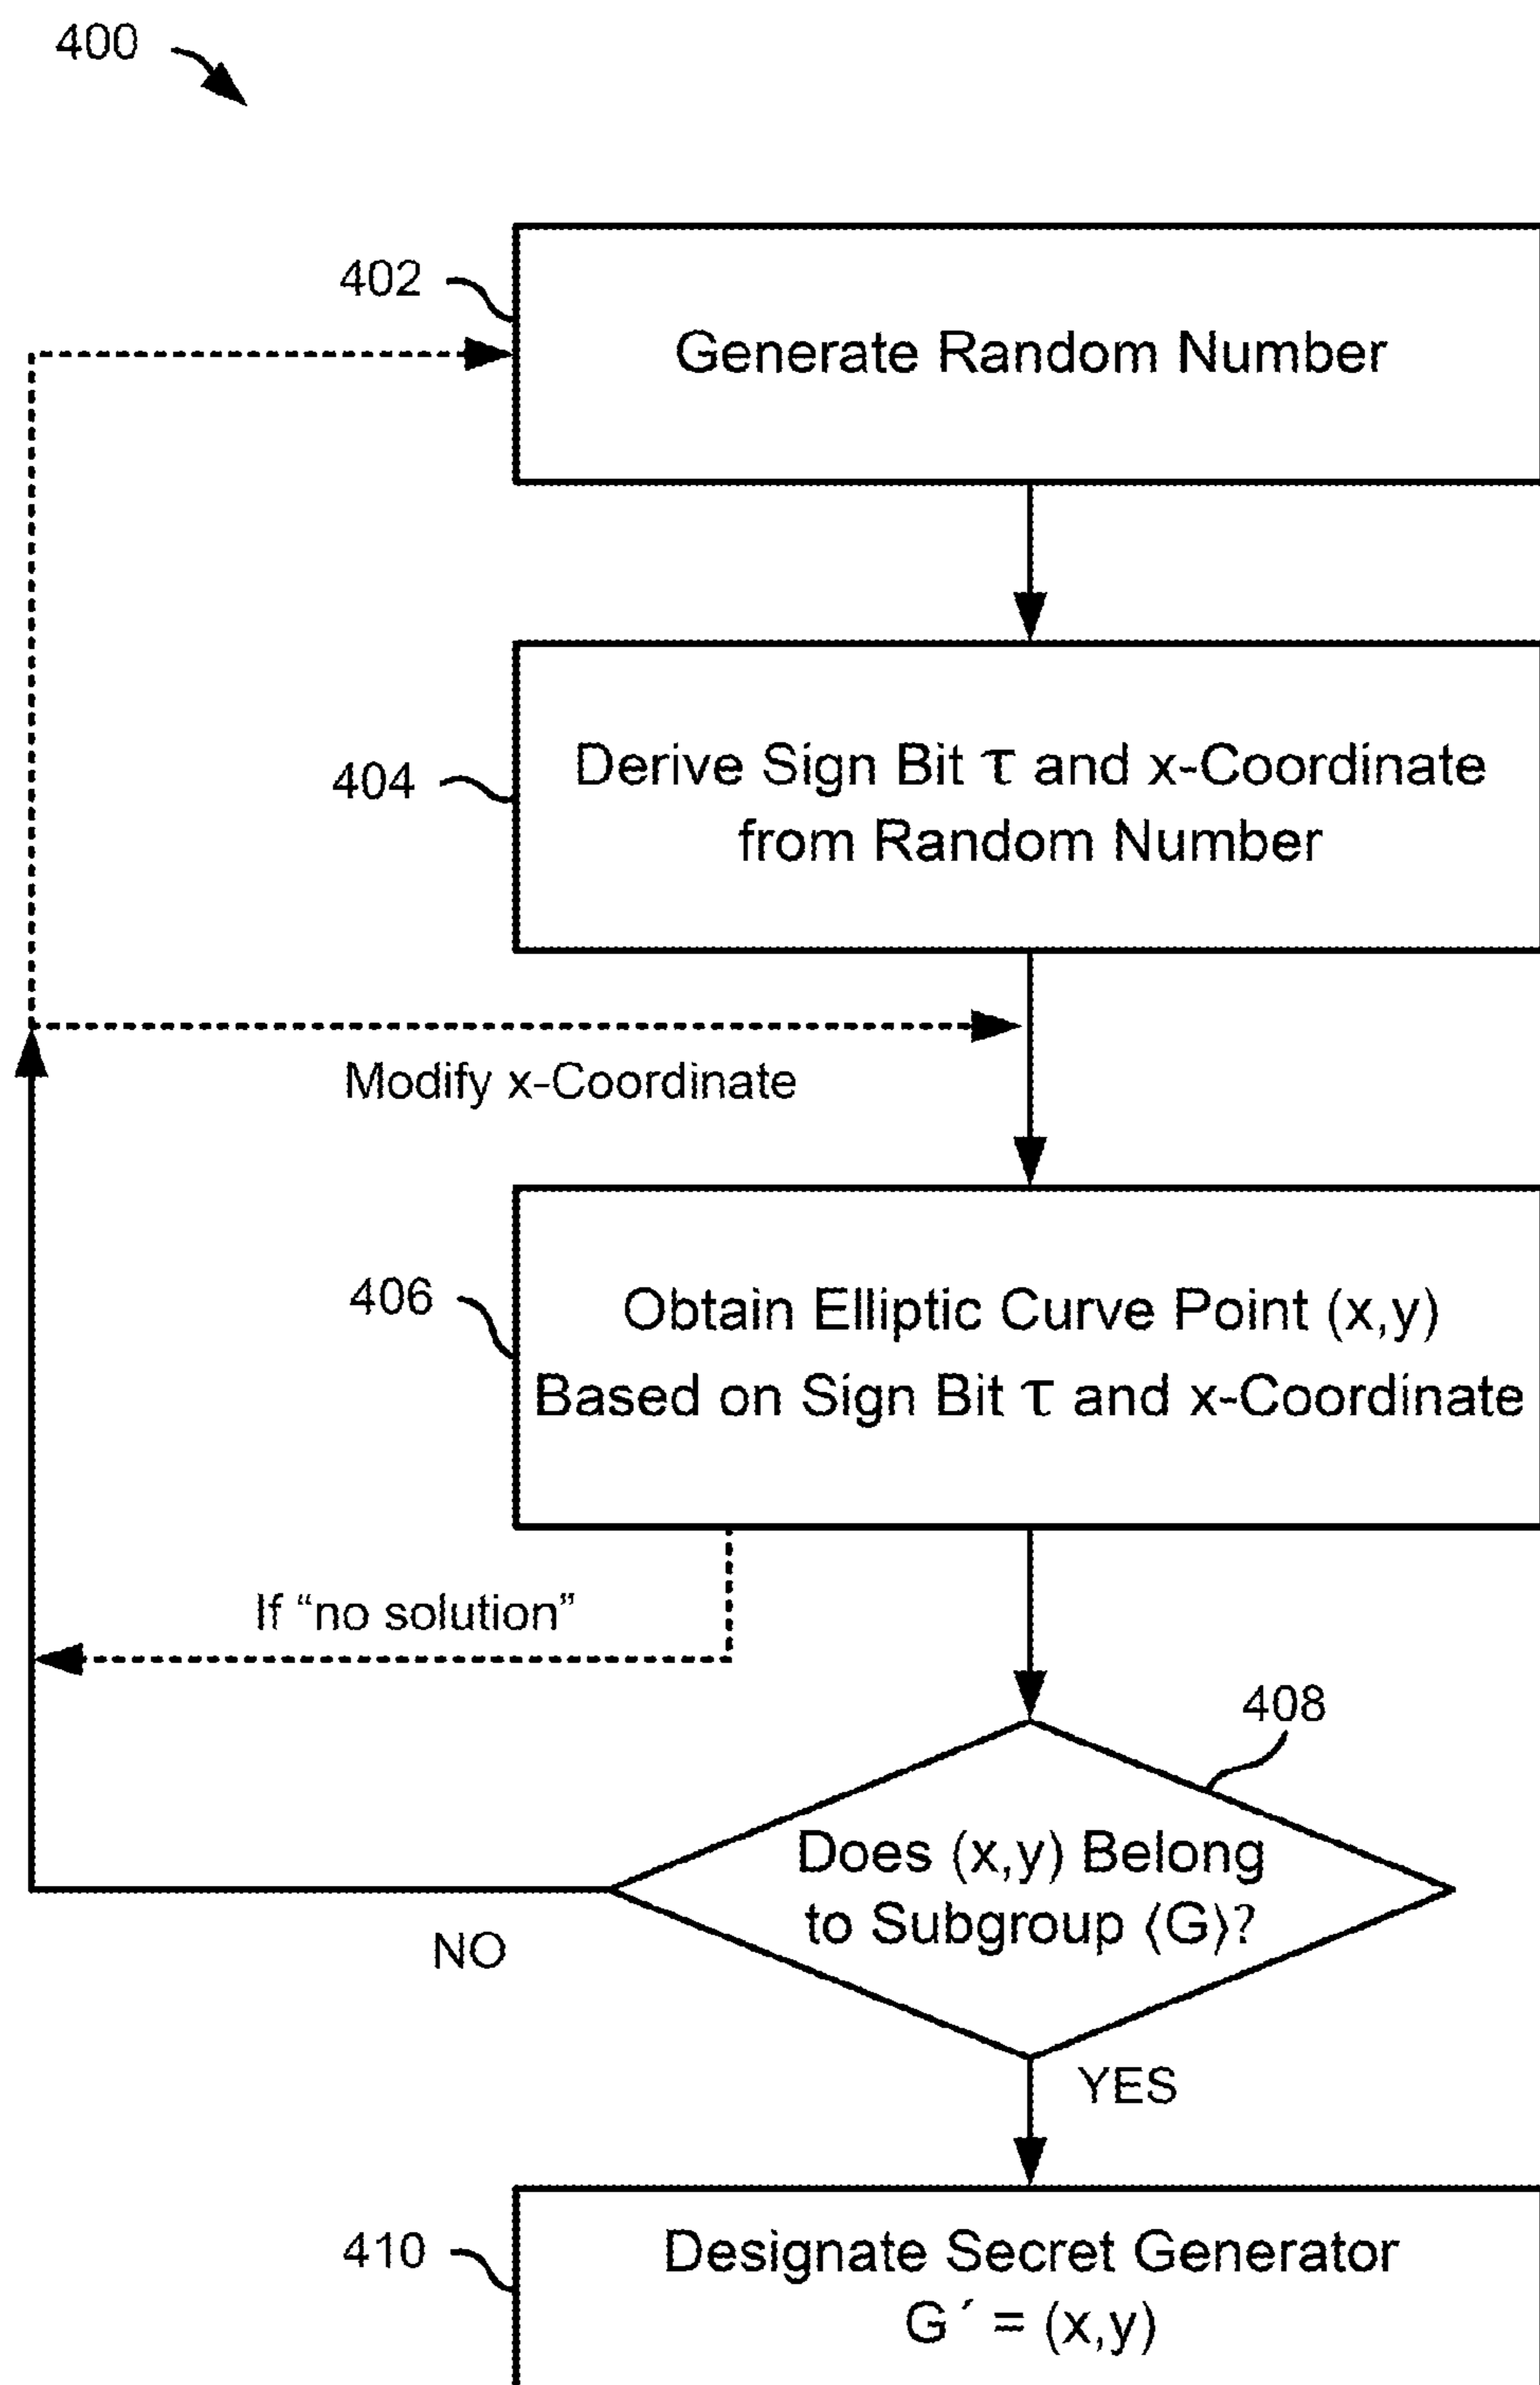 400
402
Generate Random Number
404
Derive Sign Bit τ and x-Coordinate
from Random Number
Modify x-Coordinate
406
Obtain Elliptic Curve Point (x,y)
Based on Sign Bit τ and x-Coordinate
If “no solution”
408
Does (x,y) Belong
to Subgroup ⟨G⟩?
NO
YES
410
Designate Secret Generator
G´ = (x,y)